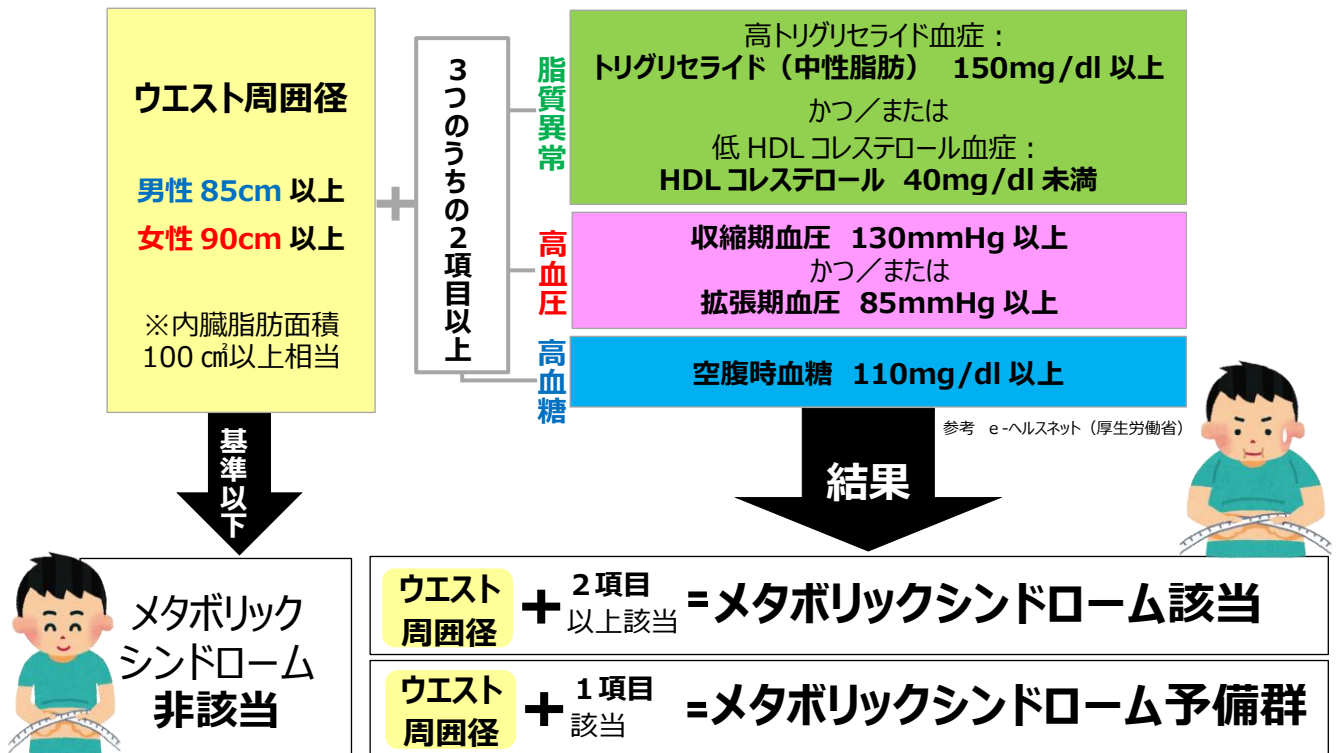 ウエスト周囲径
男性 85cm 以上
女性 90cm 以上
※内臓脂肪面積
100 ㎠以上相当
3つのうちの2項目以上
脂質異常
高トリグリセライド血症：
トリグリセライド（中性脂肪） 150mg/dl 以上
かつ／または
低 HDL コレステロール血症：
HDL コレステロール 40mg/dl 未満
高血圧
収縮期血圧 130mmHg 以上
かつ／または
拡張期血圧 85mmHg 以上
高血糖
空腹時血糖 110mg/dl 以上
参考 e-ヘルスネット（厚生労働省）
基準以下
結果
メタボリック
シンドローム
非該当
ウエスト
周囲径
＋
2項目
以上該当
=メタボリックシンドローム該当
ウエスト
周囲径
＋
1項目
該当
=メタボリックシンドローム予備群